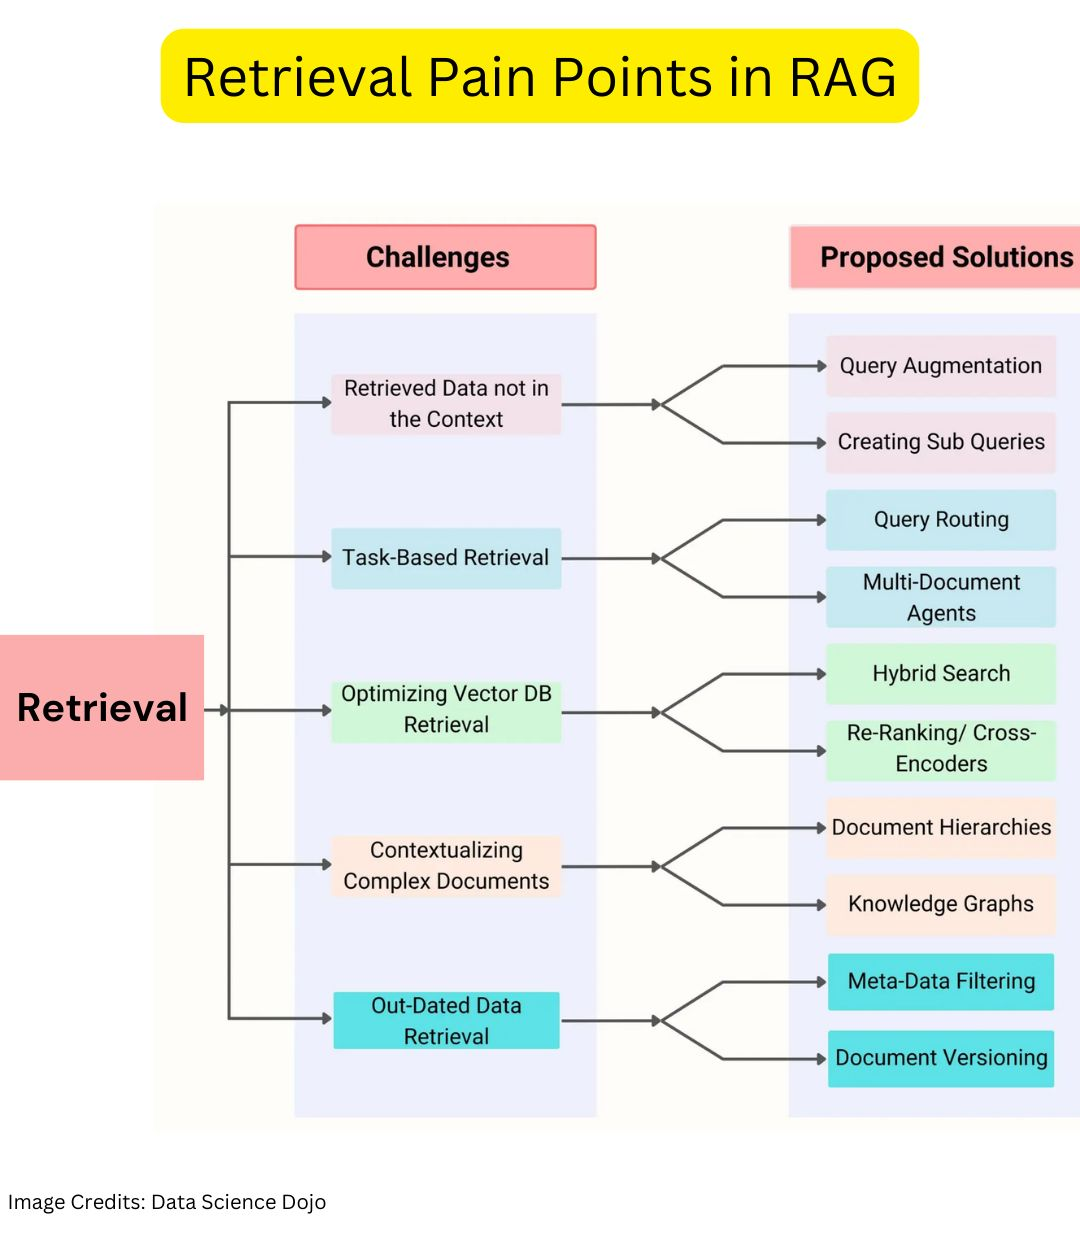 Retrieval Pain Points in RAG
Challenges
Proposed Solutions
Retrieval
Retrieved Data not in
the Context
Query Augmentation
Creating Sub Queries
Task-Based Retrieval
Query Routing
Multi-Document
Agents
Optimizing Vector DB
Retrieval
Hybrid Search
Re-Ranking/ Cross-
Encoders
Contextualizing
Complex Documents
Document Hierarchies
Knowledge Graphs
Out-Dated Data
Retrieval
Meta-Data Filtering
Document Versioning
Image Credits: Data Science Dojo